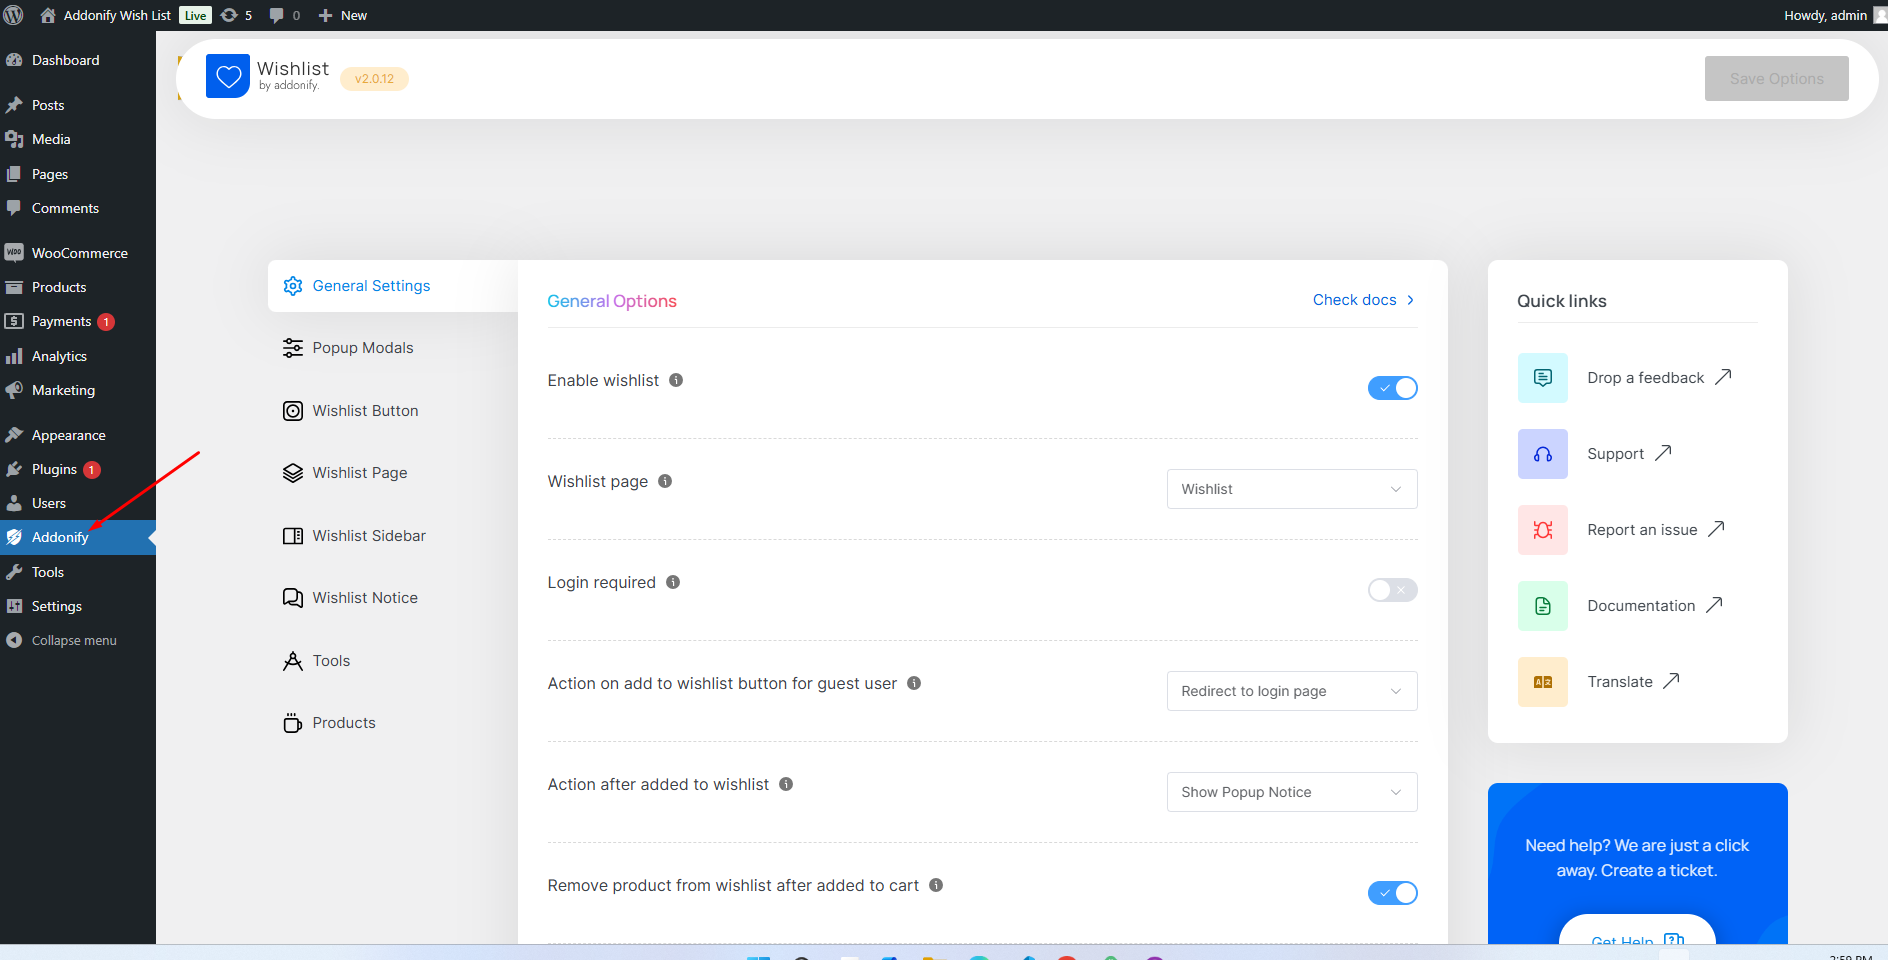 Addonify Wish List Live 5 0 New
Howdy, admin
Dashboard
Posts
Media
Pages
Comments
WooCommerce
Products
Payments 1
Analytics
Marketing
Appearance
Plugins 1
Users
Addonify
Tools
Settings
Collapse menu
Wishlist
by addonify.
v2.0.12
Save Options
General Settings
Popup Modals
Wishlist Button
Wishlist Page
Wishlist Sidebar
Wishlist Notice
Tools
Products
General Options
Check docs
Enable wishlist
Wishlist page
Wishlist
Login required
Action on add to wishlist button for guest user
Redirect to login page
Action after added to wishlist
Show Popup Notice
Remove product from wishlist after added to cart
Quick links
Drop a feedback
Support
Report an issue
Documentation
Translate
Need help? We are just a click
away. Create a ticket.
Get Help
2:59 PM